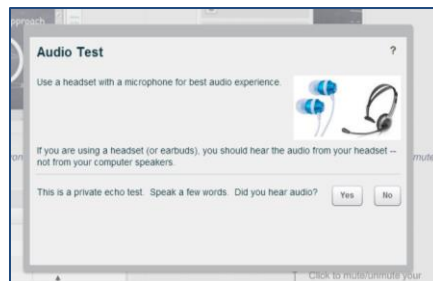 pproach
Audio Test
?
Use a headset with a microphone for best audio experience.
If you are using a headset (or earbuds), you should hear the audio from your headset --
not from your computer speakers.
mute
This is a private echo test. Speak a few words. Did you hear audio?
Yes
No
Click to mute/unmute your